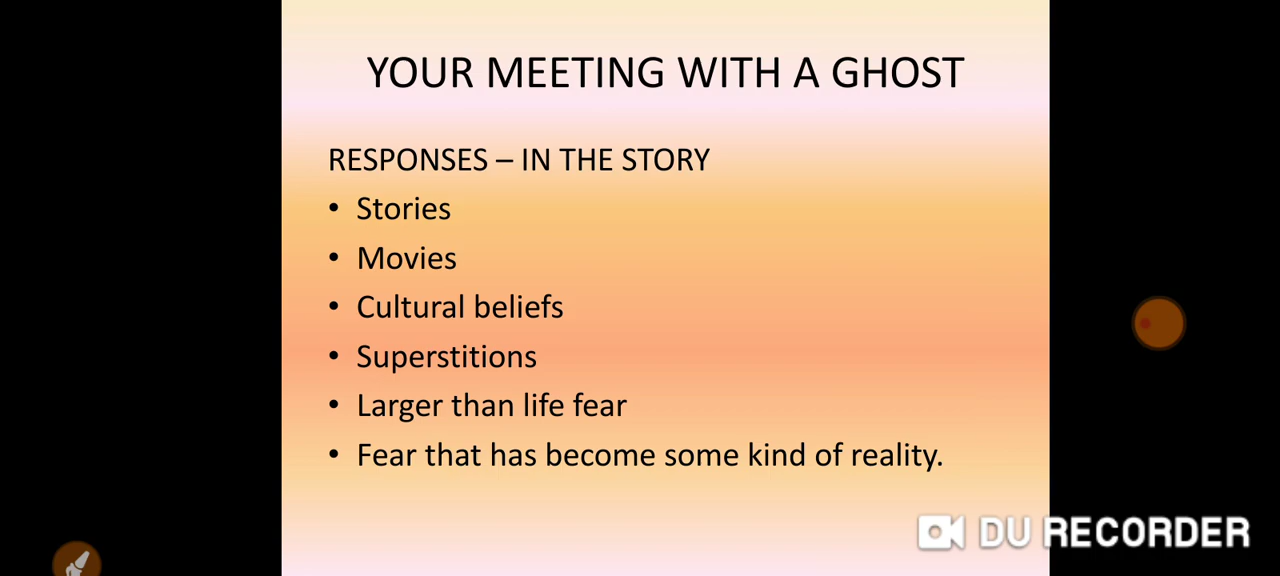 YOUR MEETING WITH A GHOST
RESPONSES – IN THE STORY
• Stories
• Movies
• Cultural beliefs
• Superstitions
• Larger than life fear
• Fear that has become some kind of reality.
DU RECORDER